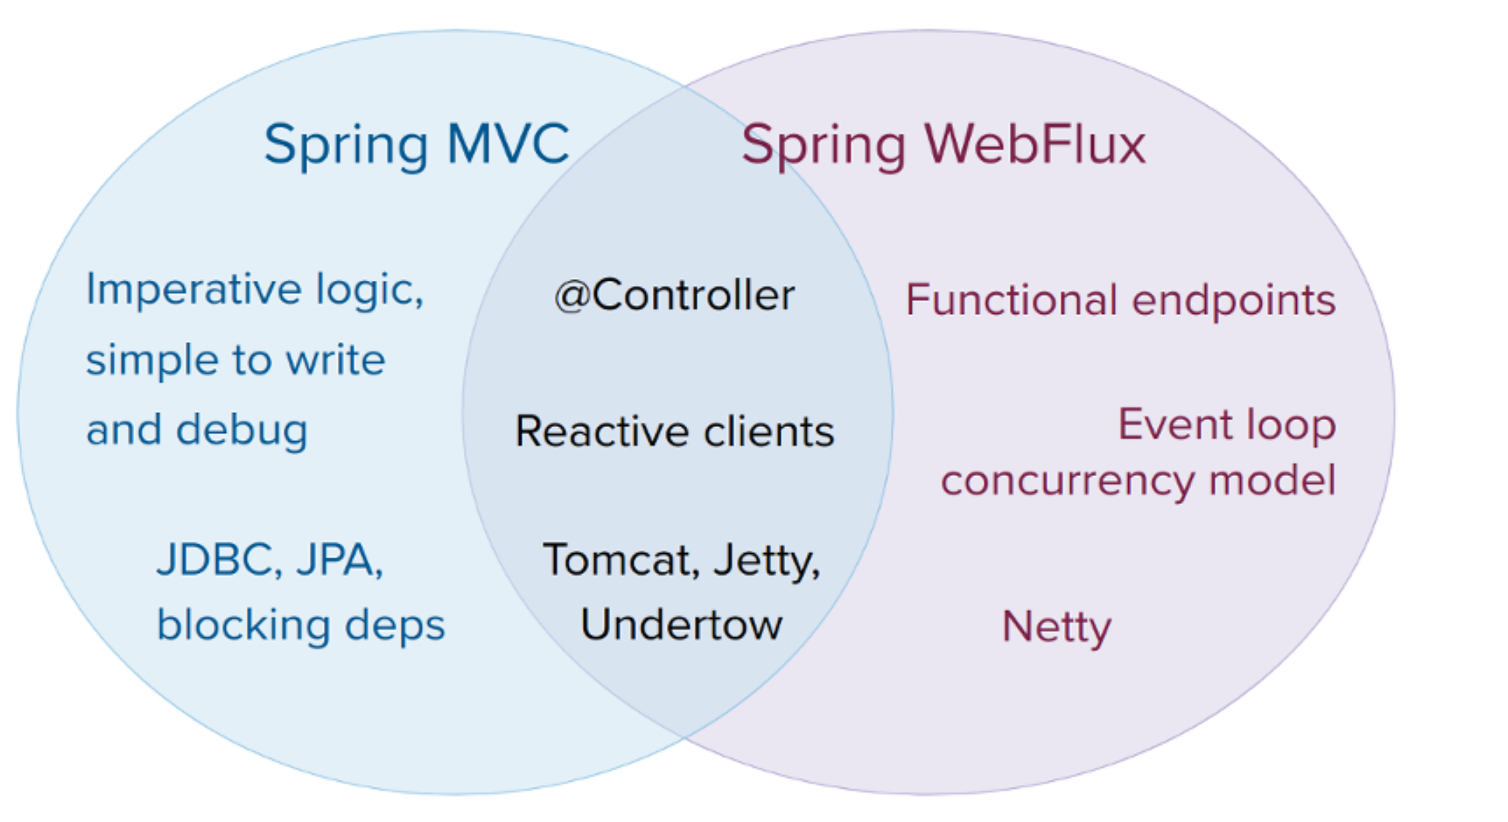 Spring MVC
Spring WebFlux
Imperative logic,
simple to write
and debug
JDBC, JPA,
blocking deps
@Controller
Reactive clients
Tomcat, Jetty,
Undertow
Functional endpoints
Event loop
concurrency model
Netty